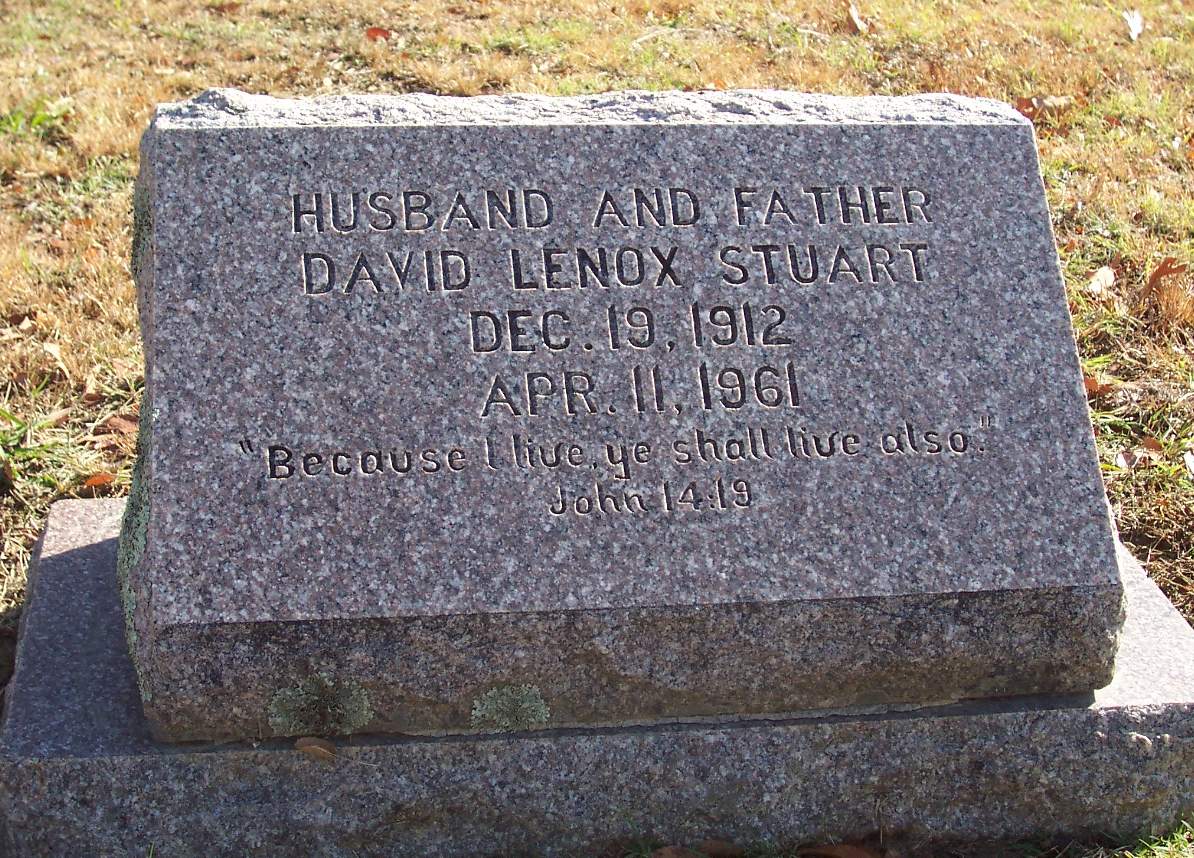 HUSBAND AND FATHER
DAVID LENOX STUART
DEC. 19, 1912
APR. 11, 1961
"Because I live, ye shall live also."
John 14:19